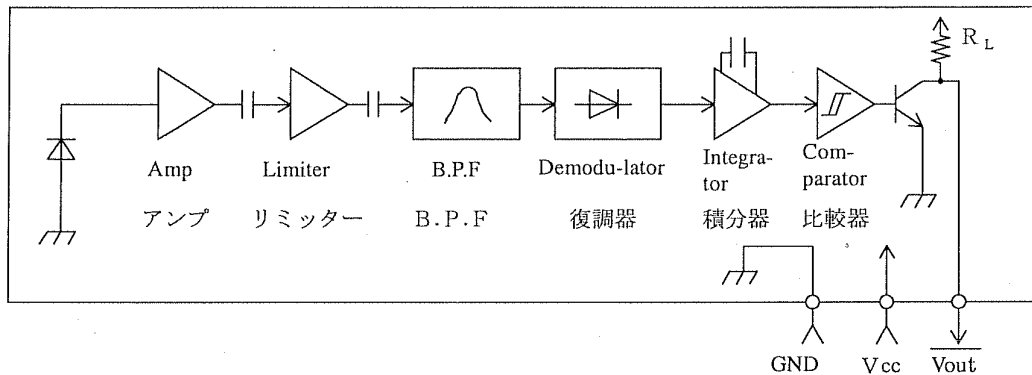 R L
Amp
Limiter
B.P.F
Demodu-lator
Integra-
tor
Com-
parator
アンプ
リミッター
B.P.F
復調器
積分器
比較器
GND
Vcc
Vout